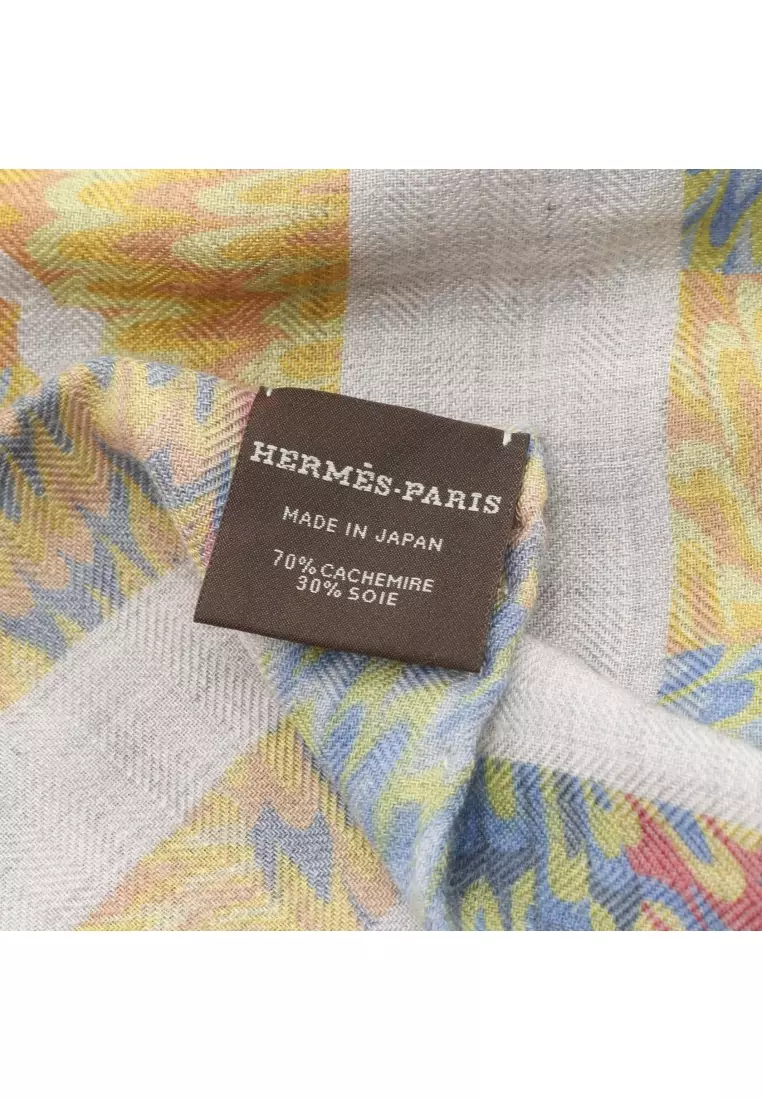 HERMÈS-PARIS
MADE IN JAPAN
70% CACHEMIRE
30% SOIE